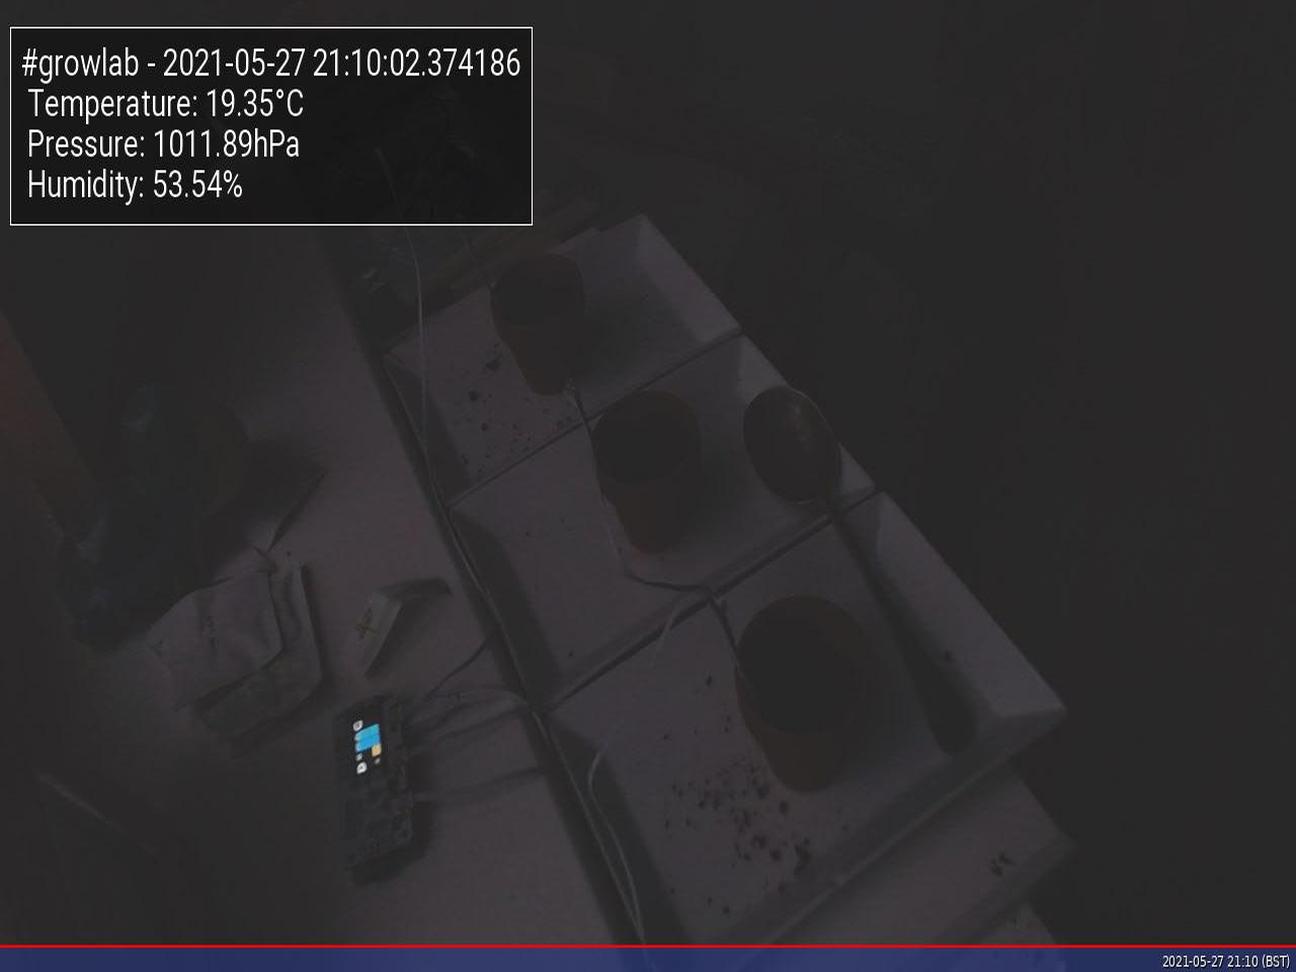 #growlab - 2021-05-27 21:10:02.374186
Temperature: 19.35°C
Pressure: 1011.89hPa
Humidity: 53.54%
2021-05-27 21:10 (BST)